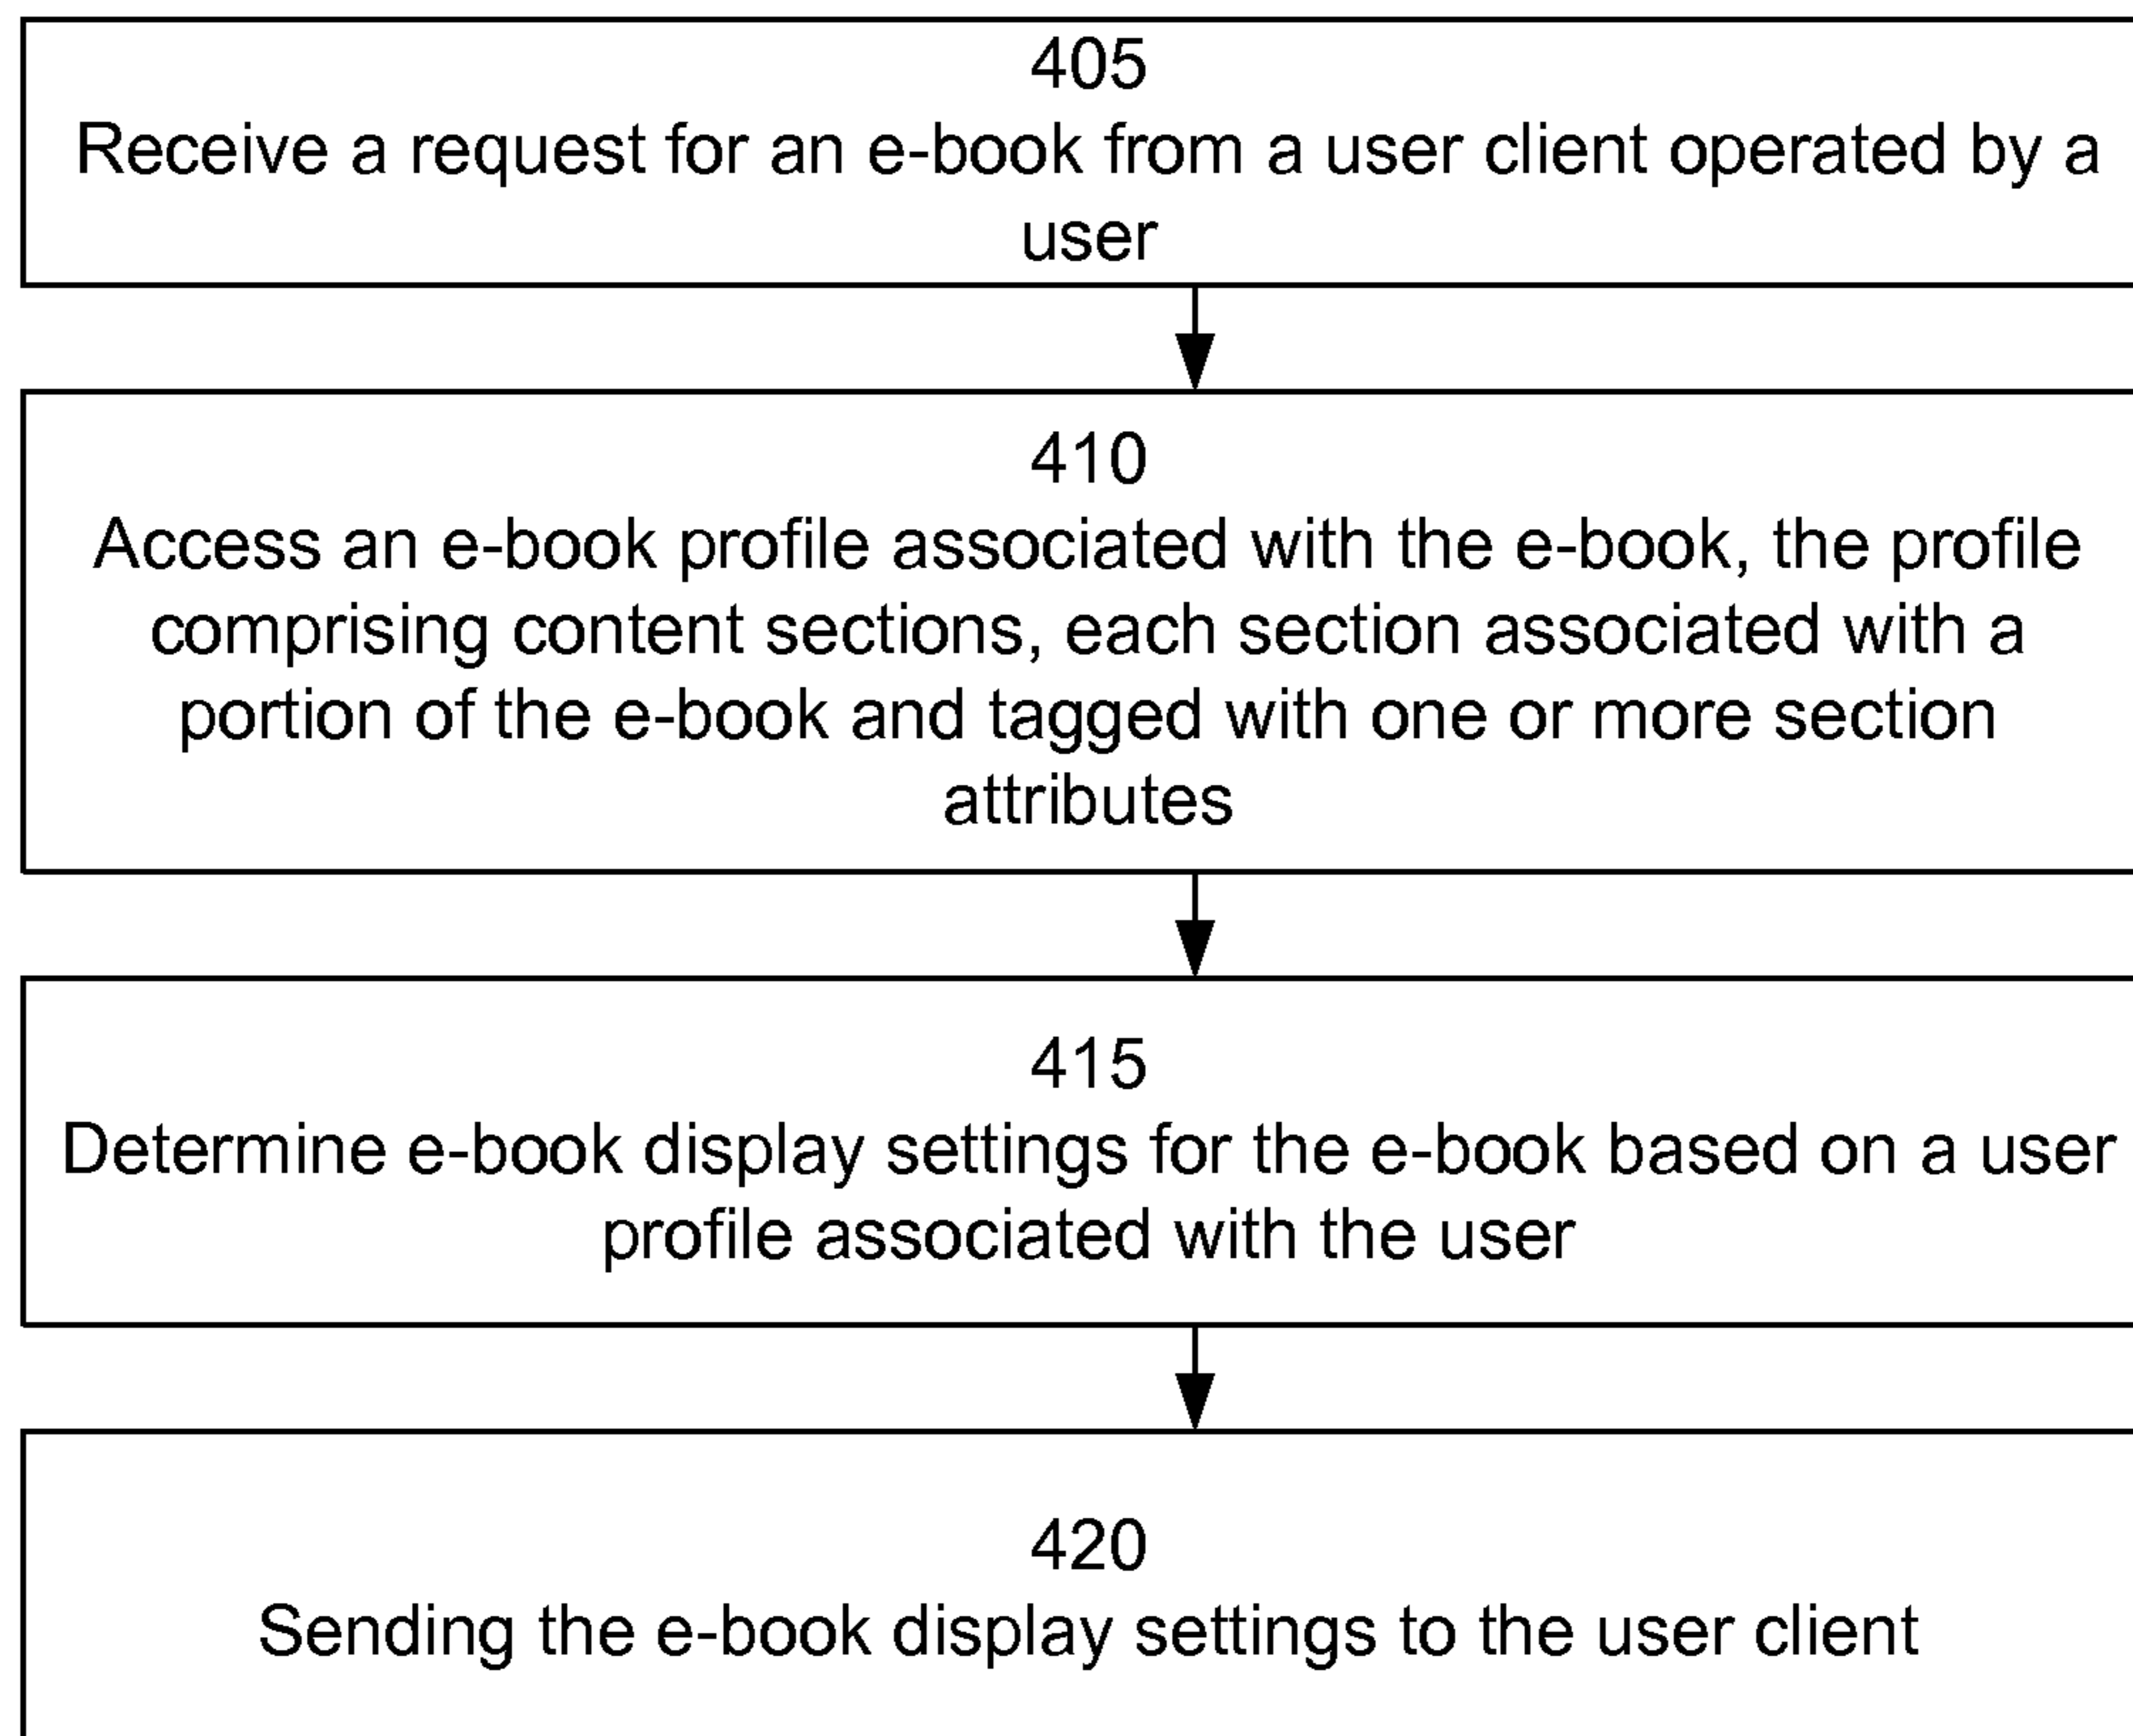 405
Receive a request for an e-book from a user client operated by a
user
410
Access an e-book profile associated with the e-book, the profile
comprising content sections, each section associated with a
portion of the e-book and tagged with one or more section
attributes
415
Determine e-book display settings for the e-book based on a user
profile associated with the user
420
Sending the e-book display settings to the user client